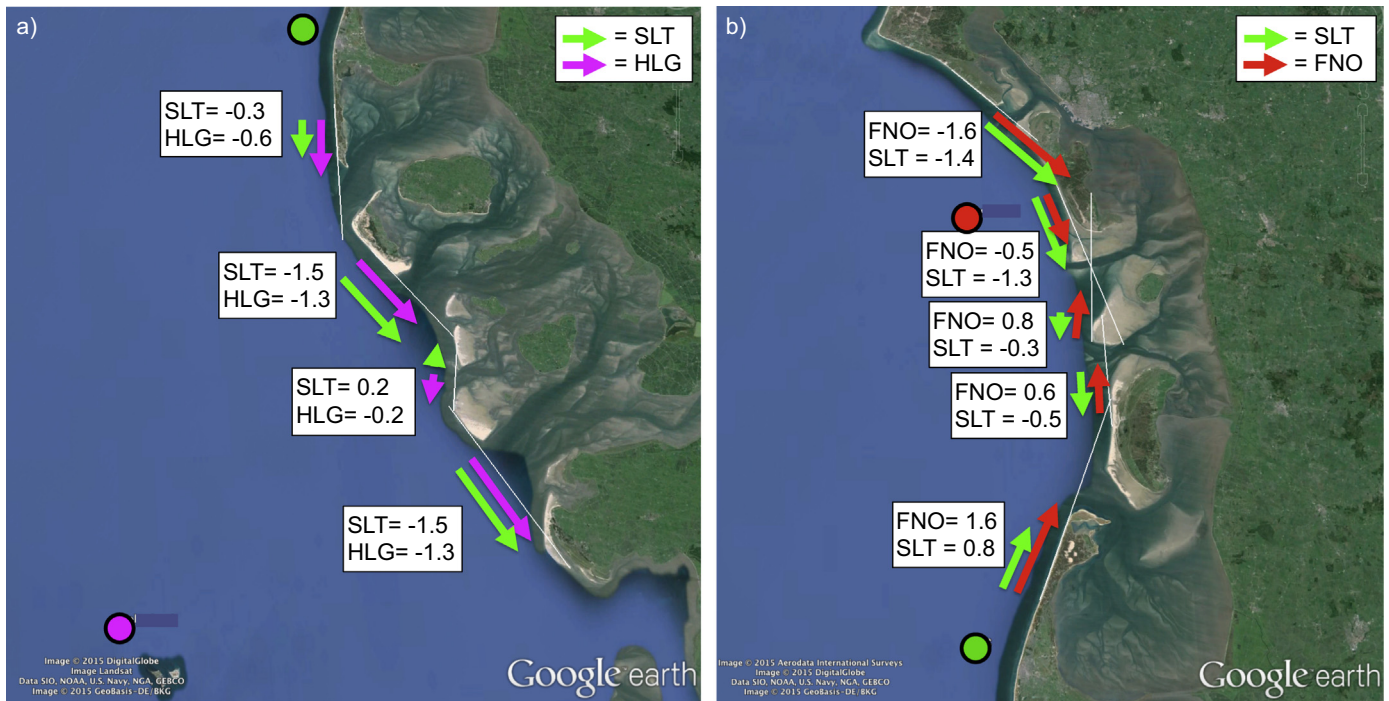 a)
= SLT
= HLG
SLT= -0.3
HLG= -0.6
SLT= -1.5
HLG= -1.3
SLT= 0.2
HLG= -0.2
SLT= -1.5
HLG= -1.3
Image © 2015 DigitalGlobe
Image Landsat
Data SIO, NOAA, U.S. Navy, NGA, GEBCO
Image © 2015 GeoBasis-DE/BKG
Google earth
b)
= SLT
= FNO
FNO= -1.6
SLT = -1.4
FNO= -0.5
SLT = -1.3
FNO= 0.8
SLT = -0.3
FNO= 0.6
SLT = -0.5
FNO= 1.6
SLT = 0.8
Image © 2015 Aerodata International Surveys
Image © 2015 DigitalGlobe
Data SIO, NOAA, U.S. Navy, NGA, GEBCO
Image © 2015 GeoBasis-DE/BKG
Google earth